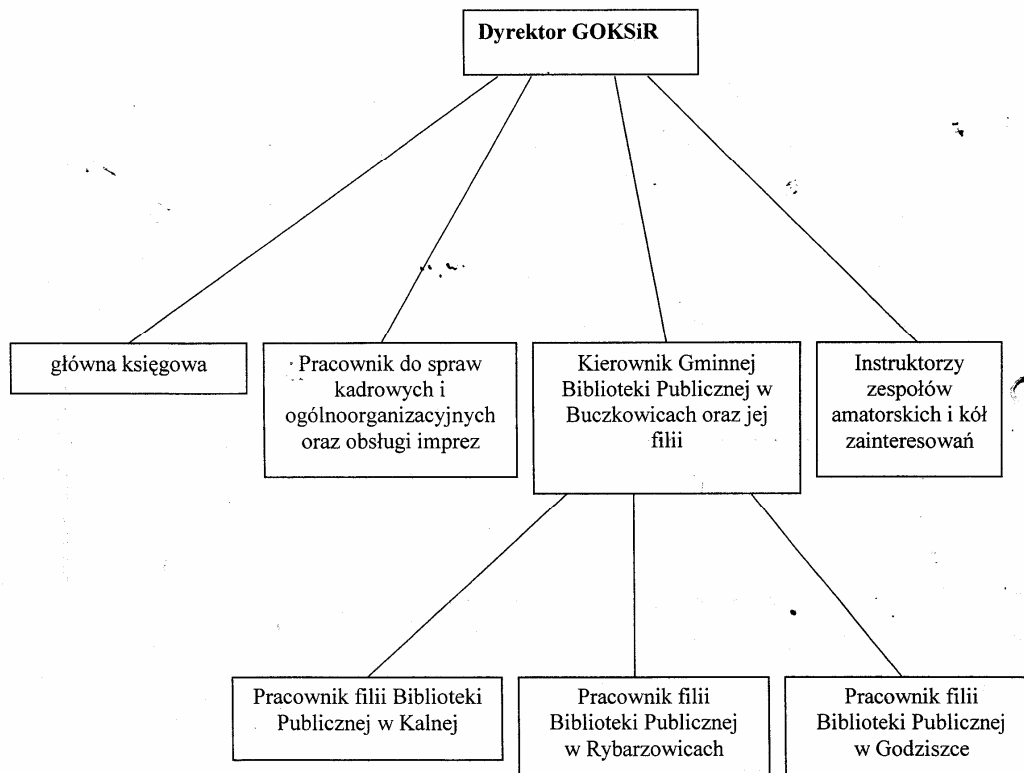 Dyrektor GOKSiR
główna księgowa
Pracownik do spraw
kadrowych i
ogólnoorganizacyjnych
oraz obsługi imprez
Kierownik Gminnej
Biblioteki Publicznej w
Buczkowicach oraz jej
filii
Instruktorzy
zespołów
amatorskich i kół
zainteresowań
Pracownik filii Biblioteki
Publicznej w Kalnej
Pracownik filii
Biblioteki Publicznej
w Rybarzowicach
Pracownik filii
Biblioteki Publicznej
w Godziszce